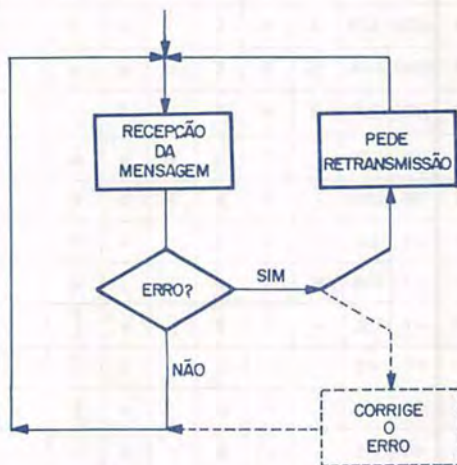 RECEPÇÃO
DA
MENSAGEM
PEDE
RETRANSMISSÃO
ERRO?
SIM
NÃO
CORRIGE
O
ERRO